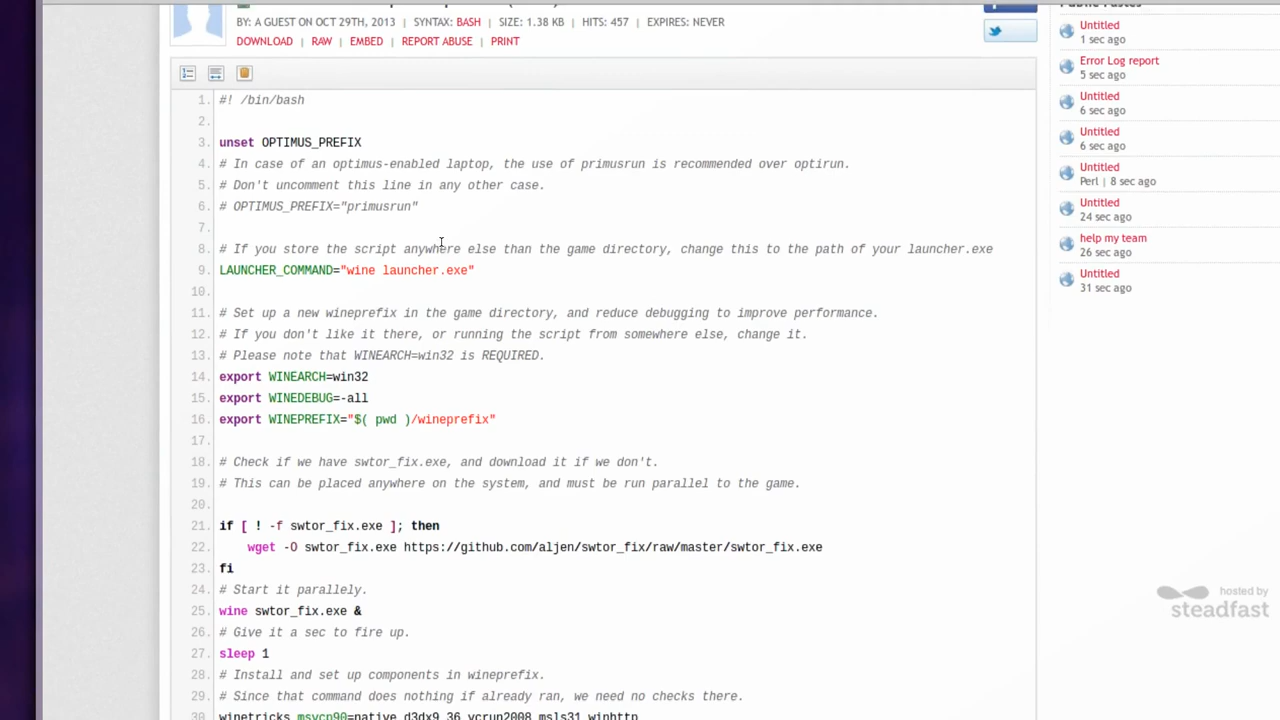 BY: A GUEST ON OCT 29TH, 2013 | SYNTAX: BASH | SIZE: 1.38 KB | HITS: 457 | EXPIRES: NEVER
DOWNLOAD | RAW | EMBED | REPORT ABUSE | PRINT
1. #! /bin/bash
2.
3. unset OPTIMUS_PREFIX
4. # In case of an optimus-enabled laptop, the use of primusrun is recommended over optirun.
5. # Don't uncomment this line in any other case.
6. # OPTIMUS_PREFIX="primusrun"
7.
8. # If you store the script anywhere else than the game directory, change this to the path of your launcher.exe
9. LAUNCHER_COMMAND="wine launcher.exe"
10.
11. # Set up a new wineprefix in the game directory, and reduce debugging to improve performance.
12. # If you don't like it there, or running the script from somewhere else, change it.
13. # Please note that WINEARCH=win32 is REQUIRED.
14. export WINEARCH=win32
15. export WINEDEBUG=-all
16. export WINEPREFIX="$( pwd )/wineprefix"
17.
18. # Check if we have swtor_fix.exe, and download it if we don't.
19. # This can be placed anywhere on the system, and must be run parallel to the game.
20.
21. if [ ! -f swtor_fix.exe ]; then
22. wget -O swtor_fix.exe https://github.com/aljen/swtor_fix/raw/master/swtor_fix.exe
23. fi
24. # Start it parallely.
25. wine swtor_fix.exe &
26. # Give it a sec to fire up.
27. sleep 1
28. # Install and set up components in wineprefix.
29. # Since that command does nothing if already ran, we need no checks there.
30. winetricks msvcp90=native d3dx9_36 vcrun2008 msls31 winhttp
Public Pastes
Untitled
1 sec ago
Error Log report
5 sec ago
Untitled
6 sec ago
Untitled
6 sec ago
Untitled
Perl | 8 sec ago
Untitled
24 sec ago
help my team
26 sec ago
Untitled
31 sec ago
hosted by
steadfast